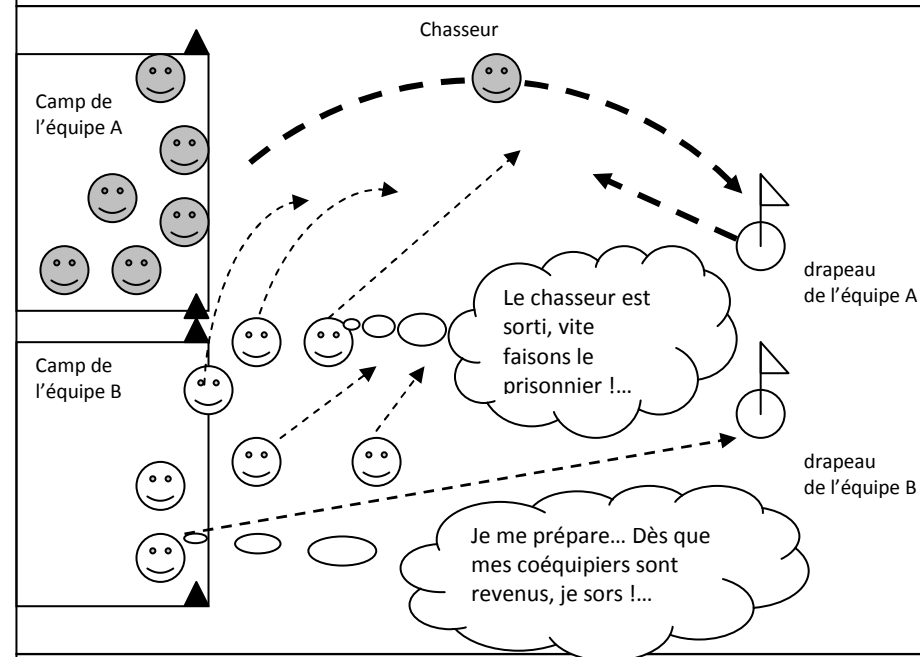 Chasseur
Camp de
l'équipe A
drapeau
de l'équipe A
Le chasseur est
sorti, vite
faisons le
prisonnier !...
Camp de
l'équipe B
drapeau
de l'équipe B
Je me prépare... Dès que
mes coéquipiers sont
revenus, je sors !...